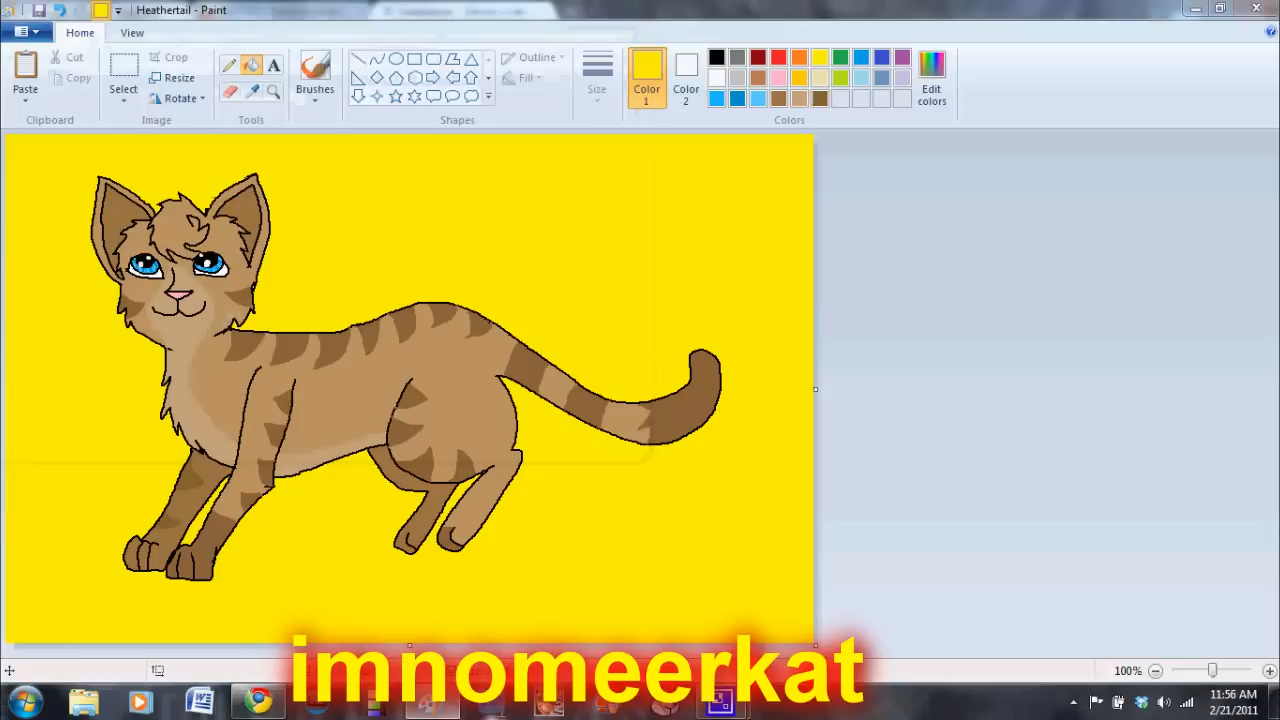 Heathertail - Paint
Home View
Paste
Cut
Copy
Clipboard
Select
Crop
Resize
Rotate
Image
A
Tools
Brushes
Shapes
Outline
Fill
Size
Color 1
Color 2
Colors
Edit colors
imnomeerkat
100%
W
11:56 AM
2/21/2011